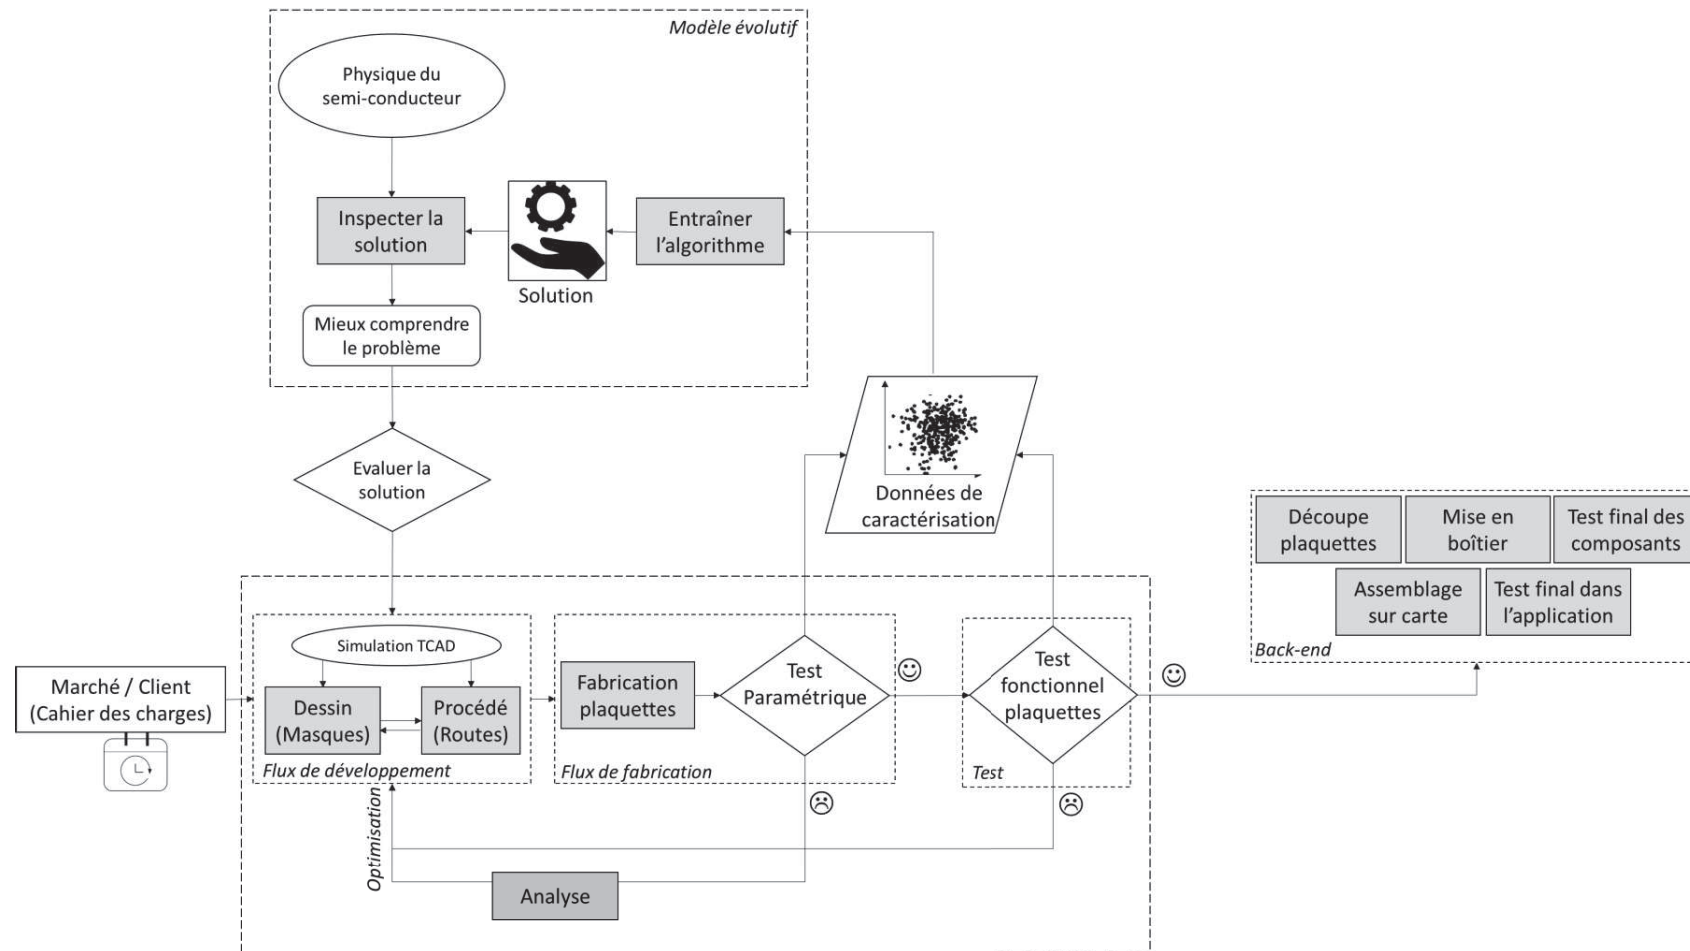 Modèle évolutif
Physique du
semi-conducteur
Inspecter la
solution
Solution
Entraîner
l'algorithme
Mieux comprendre
le problème
Evaluer la
solution
Données de
caractérisation
Découpe
plaquettes
Mise en
boîtier
Test final des
composants
Assemblage
sur carte
Test final dans
l'application
Back-end
Marché / Client
(Cahier des charges)
Simulation TCAD
Dessin
(Masques)
Procédé
(Routes)
Flux de développement
Fabrication
plaquettes
Test
Paramétrique
Flux de fabrication
Test
fonctionnel
plaquettes
Test
Optimisation
Analyse